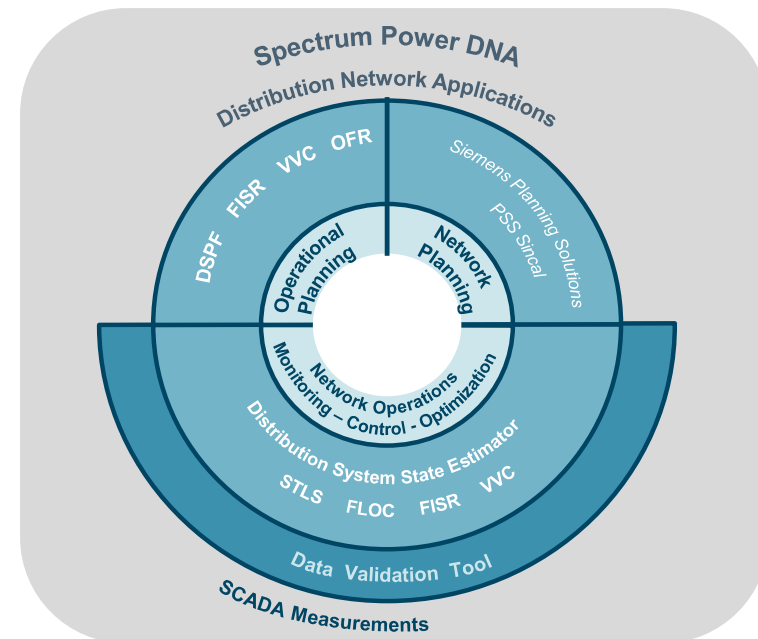 Spectrum Power DNA
Distribution Network Applications
DSPF FISR VVC OFR
Siemens Planning Solutions
PSS Sincal
Operational
Planning
Network
Planning
Network Operations
Monitoring – Control - Optimization
Distribution System State Estimator
STLS FLOC FISR VVC
Data Validation Tool
SCADA Measurements